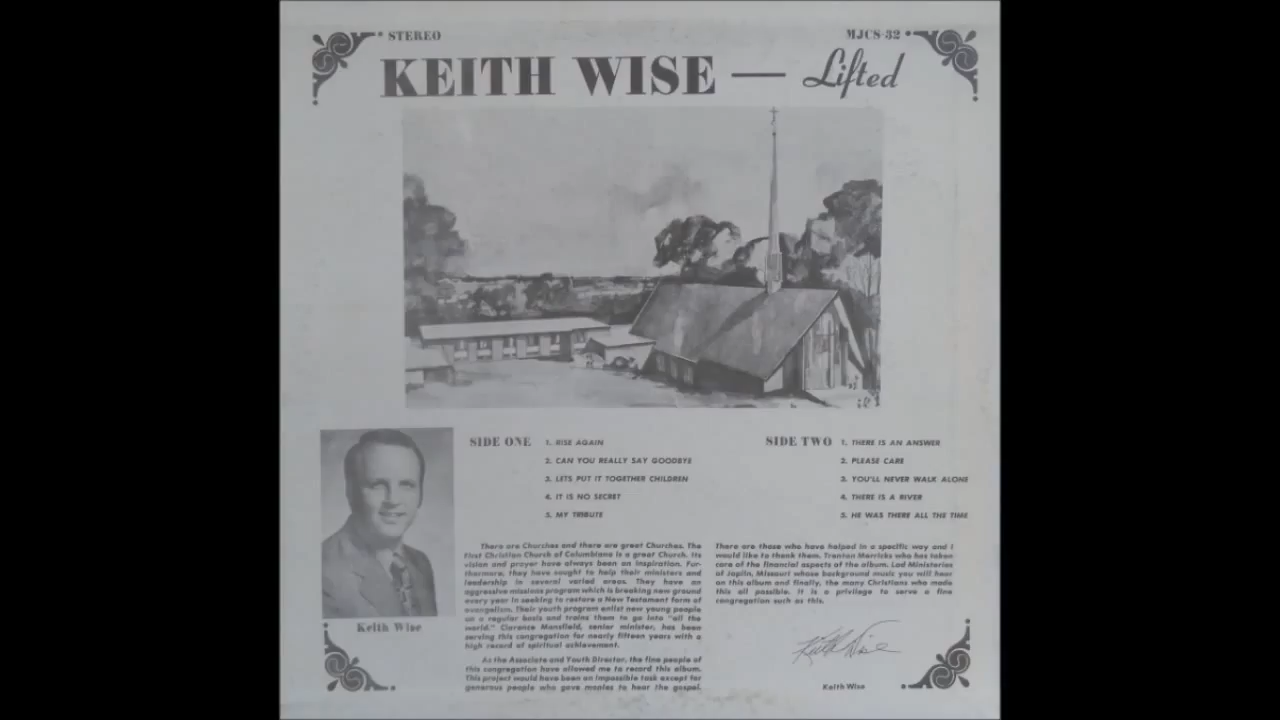 STEREO
MJCS-32
KEITH WISE — Lifted
SIDE ONE
1. RISE AGAIN
2. CAN YOU REALLY SAY GOODBYE
3. LETS PUT IT TOGETHER CHILDREN
4. IT IS NO SECRET
5. MY TRIBUTE
SIDE TWO
1. THERE IS AN ANSWER
2. PLEASE CARE
3. YOU'LL NEVER WALK ALONE
4. THERE IS A RIVER
5. HE WAS THERE ALL THE TIME
Keith Wise
There are Churches and there are great Churches. The
First Christian Church of Columbiana is a great Church. Its
vision and prayer have always been an inspiration. Fur-
thermore, they have sought to help their ministers and
leadership in several varied areas. They have an
aggressive missions program which is breaking new ground
every year in seeking to restore a New Testament form of
evangelism. Their youth program enlist new young people
on a regular basis and trains them to go into "all the
world." Clarence Mansfield, senior minister, has been
serving this congregation for nearly fifteen years with a
high record of spiritual achievement.
As the Associate and Youth Director, the fine people of
this congregation have allowed me to record this album.
This project would have been an impossible task except for
generous people who gave monies to hear the gospel.
There are those who have helped in a specific way and I
would like to thank them. Trenton Merricks who has taken
care of the financial aspects of the album. Lad Ministeries
of Joplin, Missouri whose background music you will hear
on this album and finally, the many Christians who made
this all possible. It is a privilege to serve a fine
congregation such as this.
Keith Wise
Keith Wise